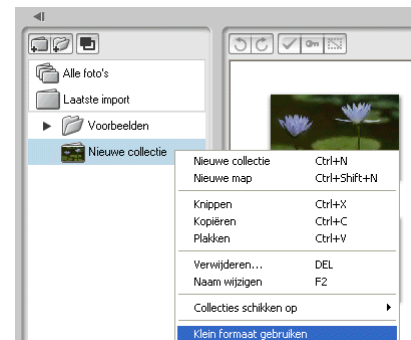 Alle foto's
Laatste import
Voorbeelden
Nieuwe collectie
Nieuwe collectie Ctrl+N
Nieuwe map Ctrl+Shift+N
Knippen Ctrl+X
Kopiëren Ctrl+C
Plakken Ctrl+V
Verwijderen... DEL
Naam wijzigen F2
Collecties schikken op
Klein formaat gebruiken